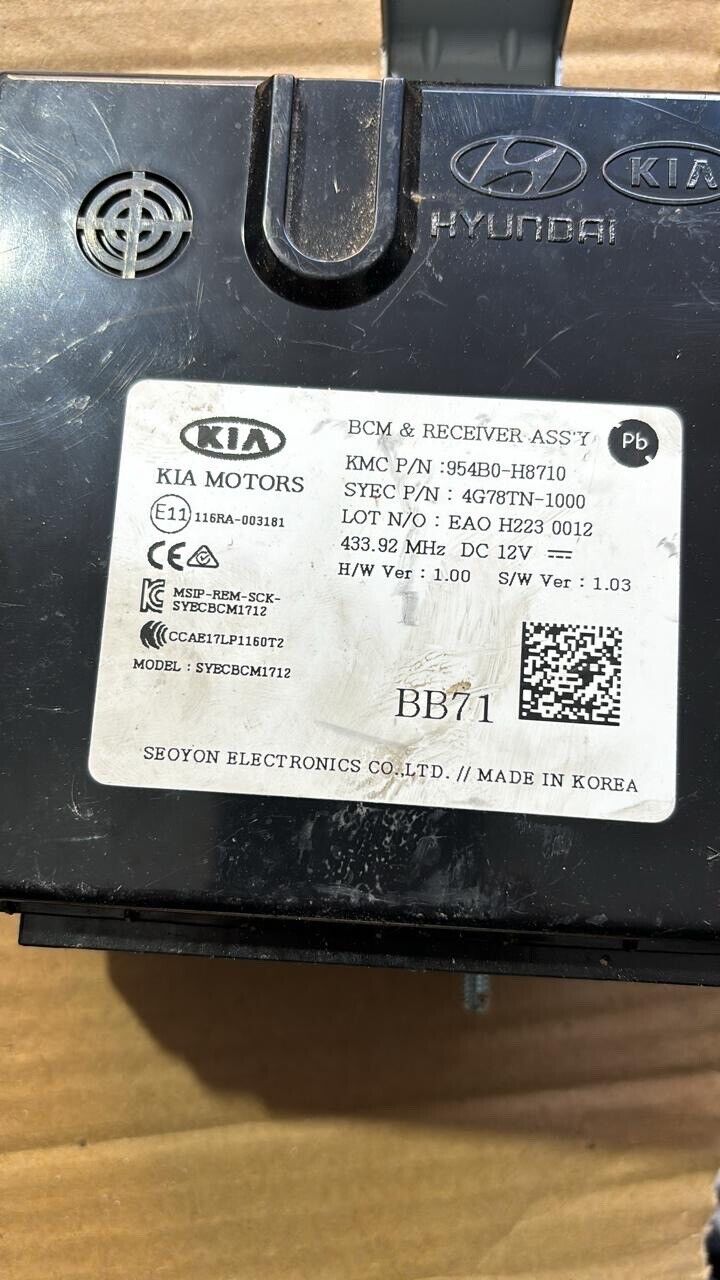 HYUNDAI
KIA
KIA
KIA MOTORS
E11 116RA-003181
CE
MSIP-REM-SCK-
SYECBCM1712
CCAE17LP1160T2
MODEL : SYECBCM1712
BCM & RECEIVER ASS'Y
Pb
KMC P/N :954B0-H8710
SYEC P/N : 4G78TN-1000
LOT N/O : EAO H223 0012
433.92 MHz DC 12V
H/W Ver : 1.00 S/W Ver : 1.03
BB71
SEOYON ELECTRONICS CO.,LTD. // MADE IN KOREA